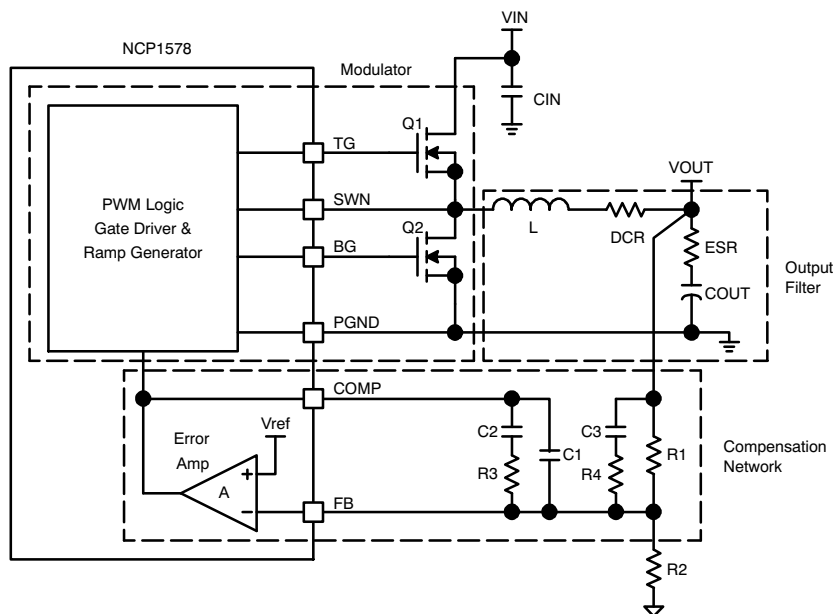 VIN
NCP1578
Modulator
CIN
Q1
TG
VOUT
PWM Logic
Gate Driver &
Ramp Generator
SWN
L
DCR
Q2
BG
ESR
COUT
Output
Filter
PGND
COMP
Vref
Error
Amp
C2
C1
C3
R3
R4
R1
Compensation
Network
A
+
−
FB
R2